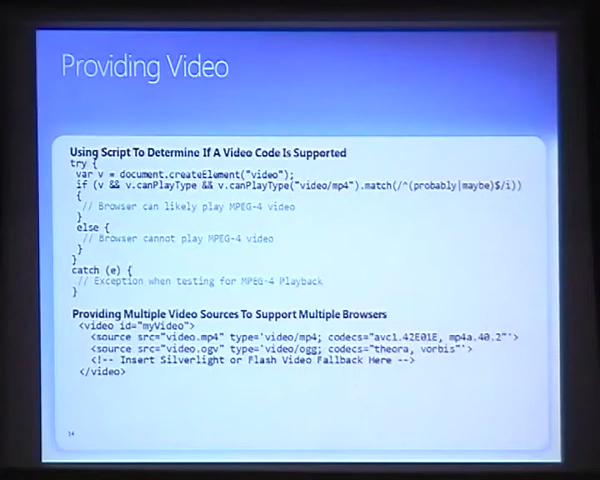 Providing Video
Using Script To Determine If A Video Code Is Supported
try {
var v = document.createElement("video");
if (v && v.canPlayType && v.canPlayType("video/mp4").match(/^(probably|maybe)$/i))
{
// Browser can likely play MPEG-4 video
}
else {
// Browser cannot play MPEG-4 video
}
}
catch (e) {
// Exception when testing for MPEG-4 Playback
}
Providing Multiple Video Sources To Support Multiple Browsers
<video id="myVideo">
<source src="video.mp4" type='video/mp4; codecs="avc1.42E01E, mp4a.40.2"'>
<source src="video.ogv" type='video/ogg; codecs="theora, vorbis"'>
<!-- Insert Silverlight or Flash Video Fallback Here -->
</video>
14